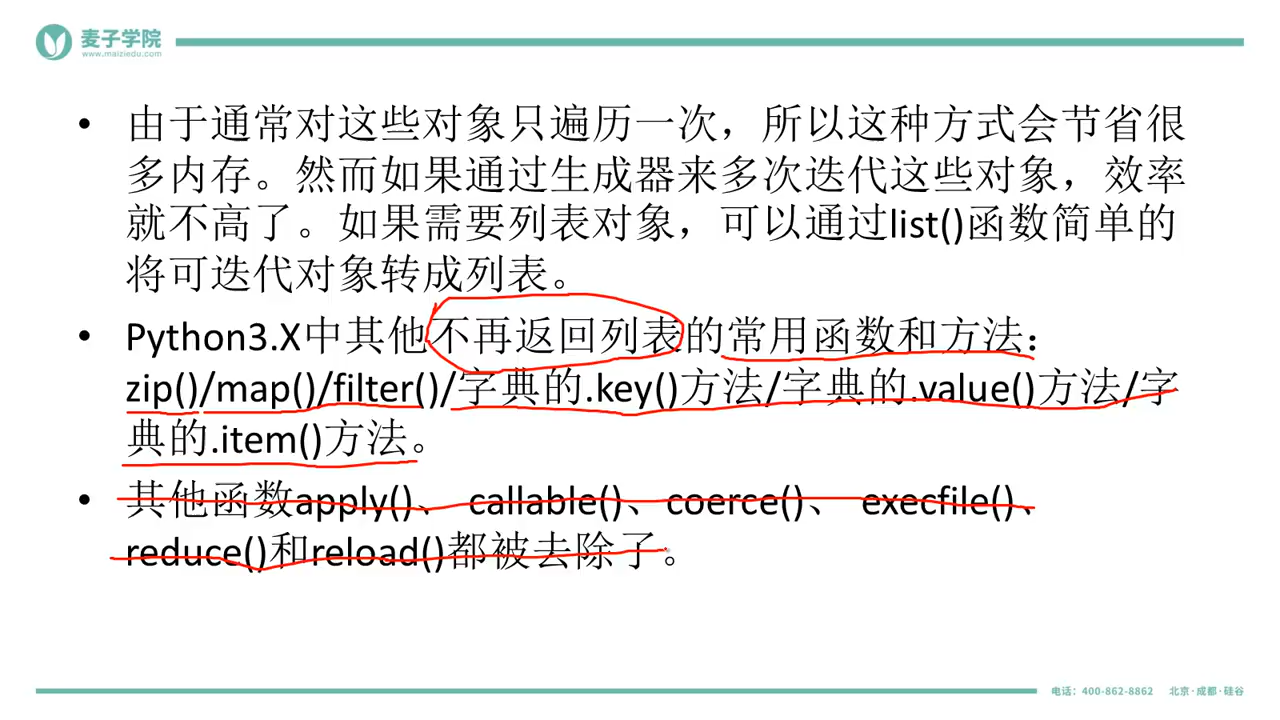 麦子学院
www.maiziedu.com
• 由于通常对这些对象只遍历一次，所以这种方式会节省很
多内存。然而如果通过生成器来多次迭代这些对象，效率
就不高了。如果需要列表对象，可以通过list()函数简单的
将可迭代对象转成列表。
• Python3.X中其他不再返回列表的常用函数和方法：
zip()/map()/filter()/字典的.key()方法/字典的.value()方法/字
典的.item()方法。
• 其他函数apply()、 callable()、coerce()、 execfile()、
reduce()和reload()都被去除了。
电话：400-862-8862 北京·成都·硅谷